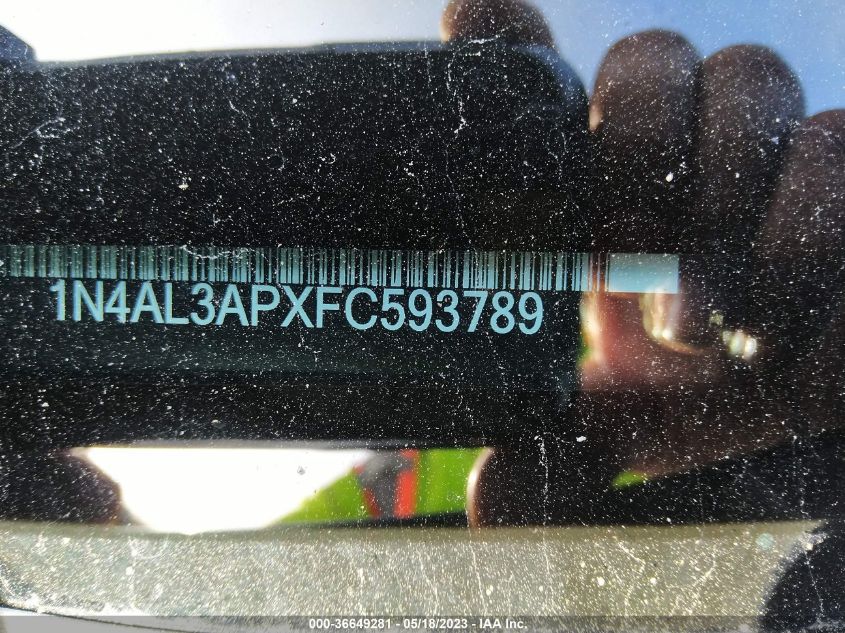 1N4AL3APXFC593789
000-36649281 - 05/18/2023 - IAA Inc.